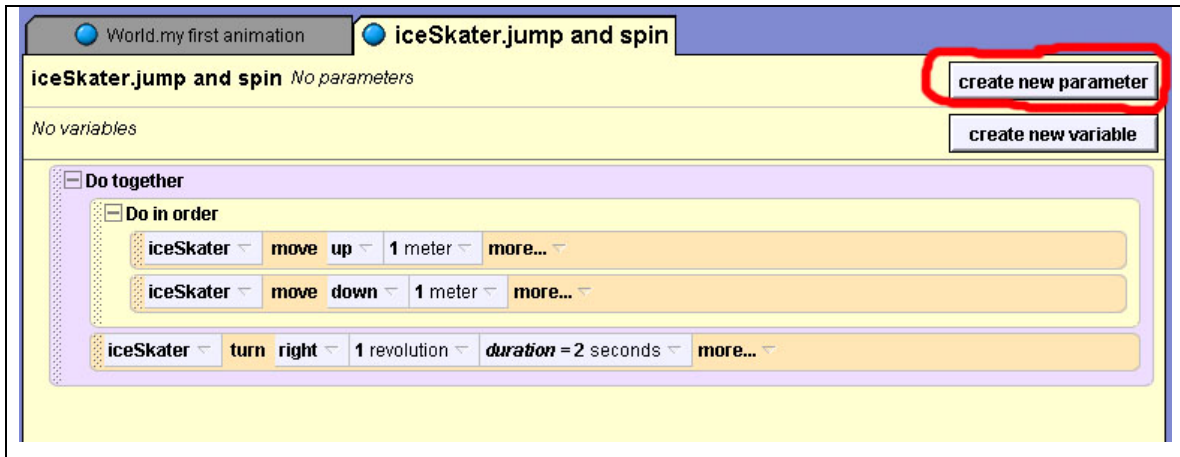 World.my first animation iceSkater.jump and spin
iceSkater.jump and spin No parameters create new parameter
No variables create new variable
Do together
Do in order
iceSkater move up 1 meter more...
iceSkater move down 1 meter more...
iceSkater turn right 1 revolution duration = 2 seconds more...